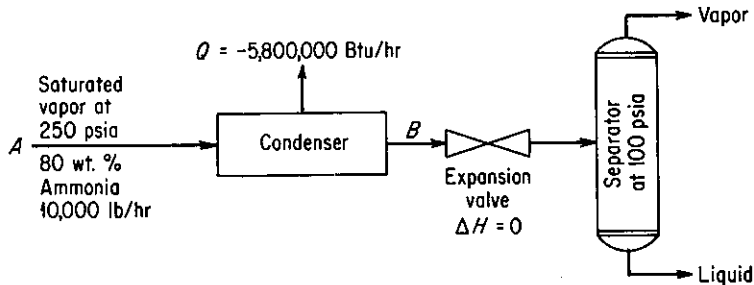 Vapor
Q = -5,800,000 Btu/hr
Saturated
vapor at
250 psia
A
80 wt. %
Ammonia
10,000 lb/hr
Condenser
B
Expansion
valve
ΔH = 0
Separator
at 100 psia
Liquid